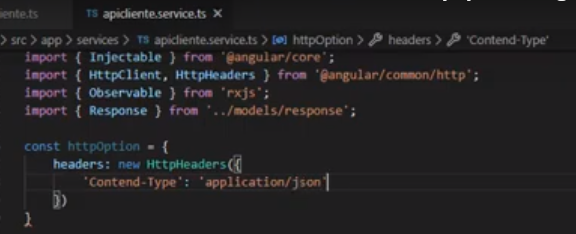 iente.ts
TS apicliente.service.ts ×
> src > app > services > TS apicliente.service.ts > httpOption > headers > 'Contend-Type'
import { Injectable } from '@angular/core';
import { HttpClient, HttpHeaders } from '@angular/common/http';
import { Observable } from 'rxjs';
import { Response } from '../models/response';
const httpOption = {
headers: new HttpHeaders({
'Contend-Type': 'application/json'
})
}